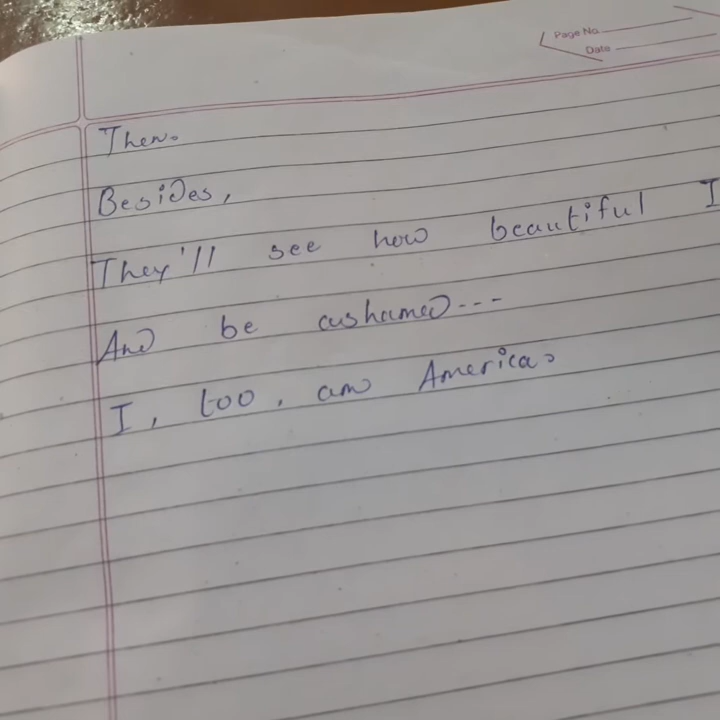 Page No.
Date
Then.
Besides,
They'll see how beautiful I
And be ashamed---
I, too, am America.